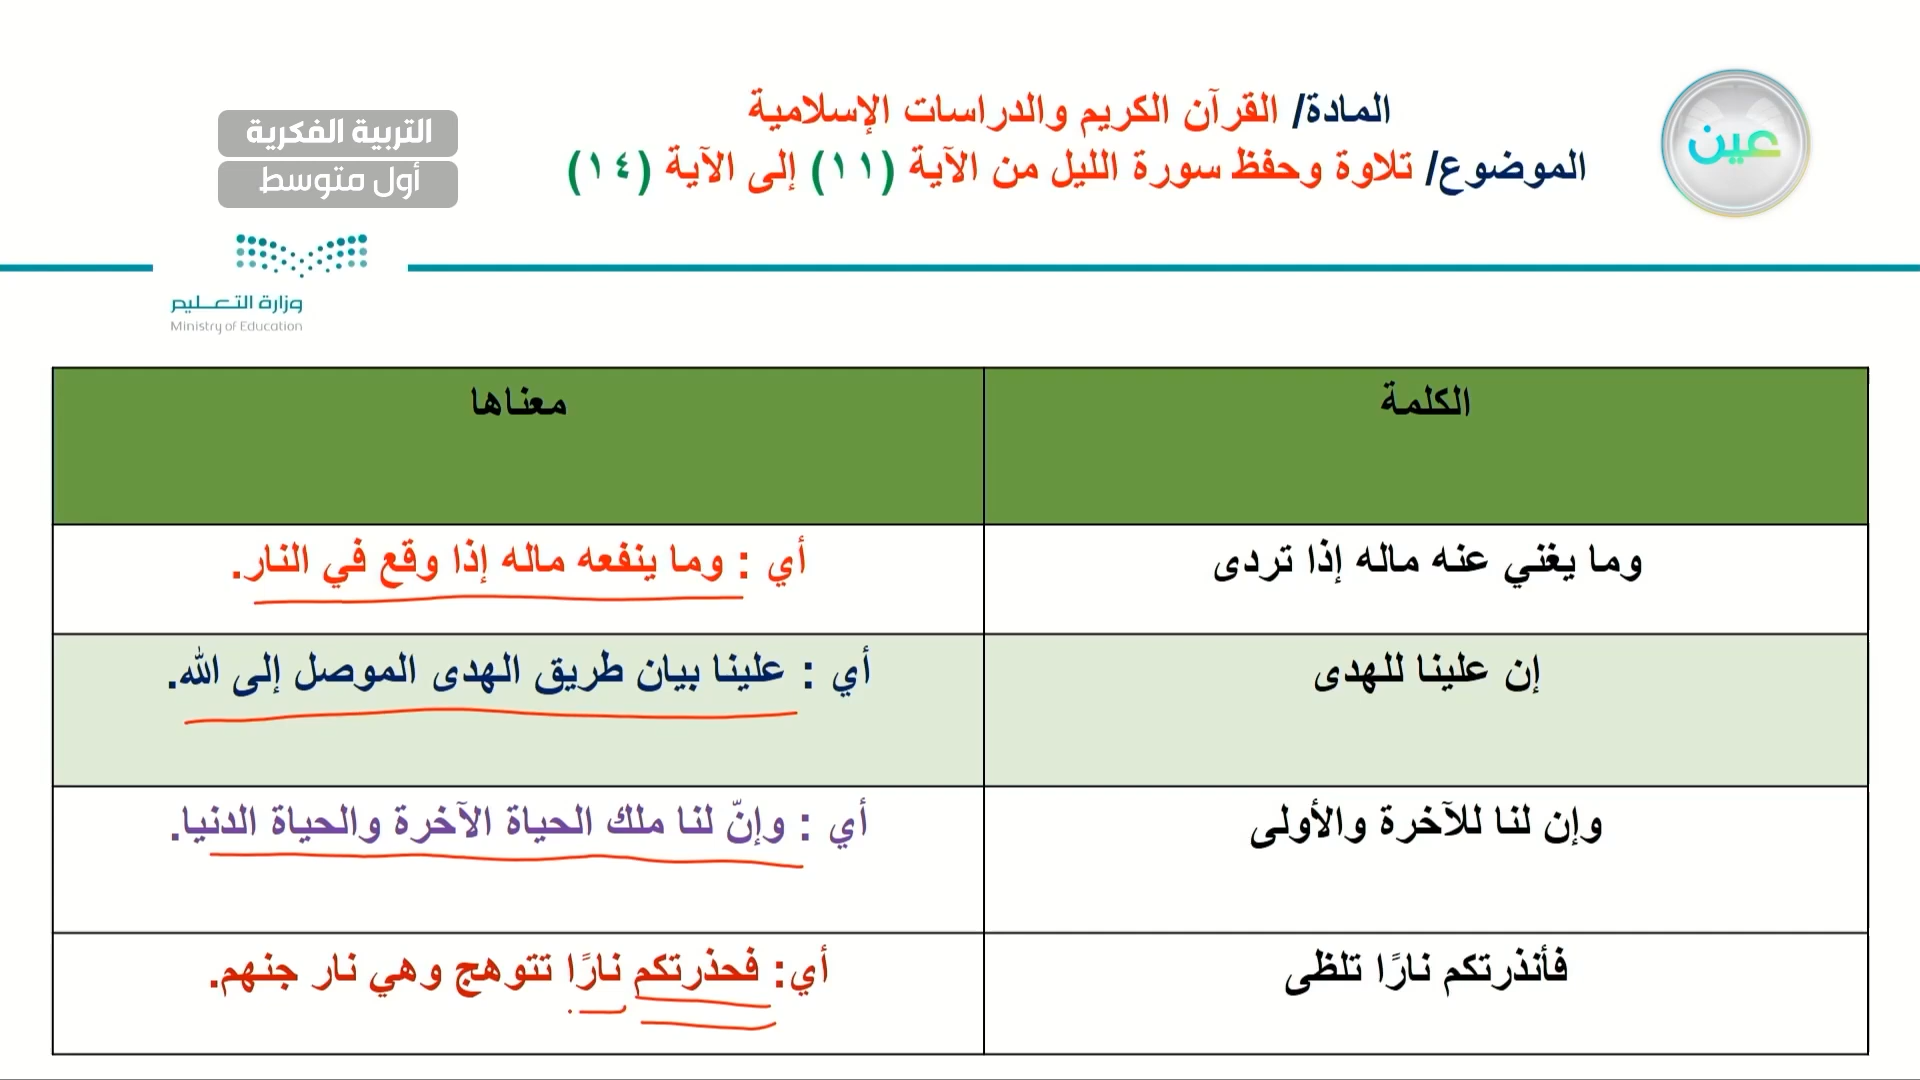 المادة/ القرآن الكريم والدراسات الإسلامية
الموضوع/ تلاوة وحفظ سورة الليل من الآية (١١) إلى الآية (١٤)
عين
التربية الفكرية
أول متوسط
وزارة التعليم
Ministry of Education
الكلمة
معناها
وما يغني عنه ماله إذا تردى
أي : وما ينفعه ماله إذا وقع في النار.
إن علينا للهدى
أي : علينا بيان طريق الهدى الموصل إلى الله.
وإن لنا للآخرة والأولى
أي : وإنّ لنا ملك الحياة الآخرة والحياة الدنيا.
فأنذرتكم نارًا تلظى
أي: فحذرتكم نارًا تتوهج وهي نار جنهم.